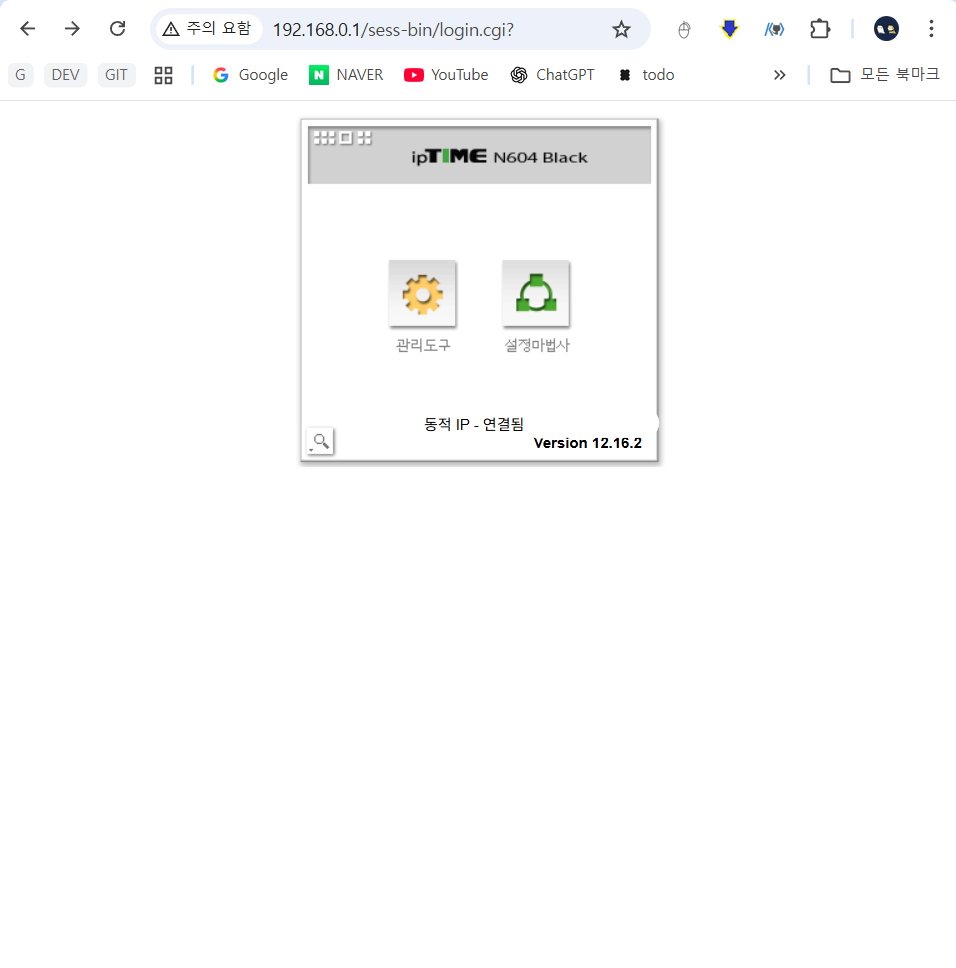 주의 요함 192.168.0.1/sess-bin/login.cgi?
G DEV GIT Google NAVER YouTube ChatGPT todo » 모든 북마크
ipTIME N604 Black
관리도구 설정마법사
동적 IP - 연결됨
Version 12.16.2